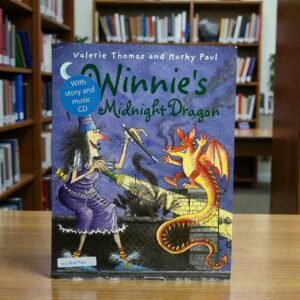 Valerie Thomas and Korky Paul
Winnie's
Midnight Dragon
With
story and
music
CD